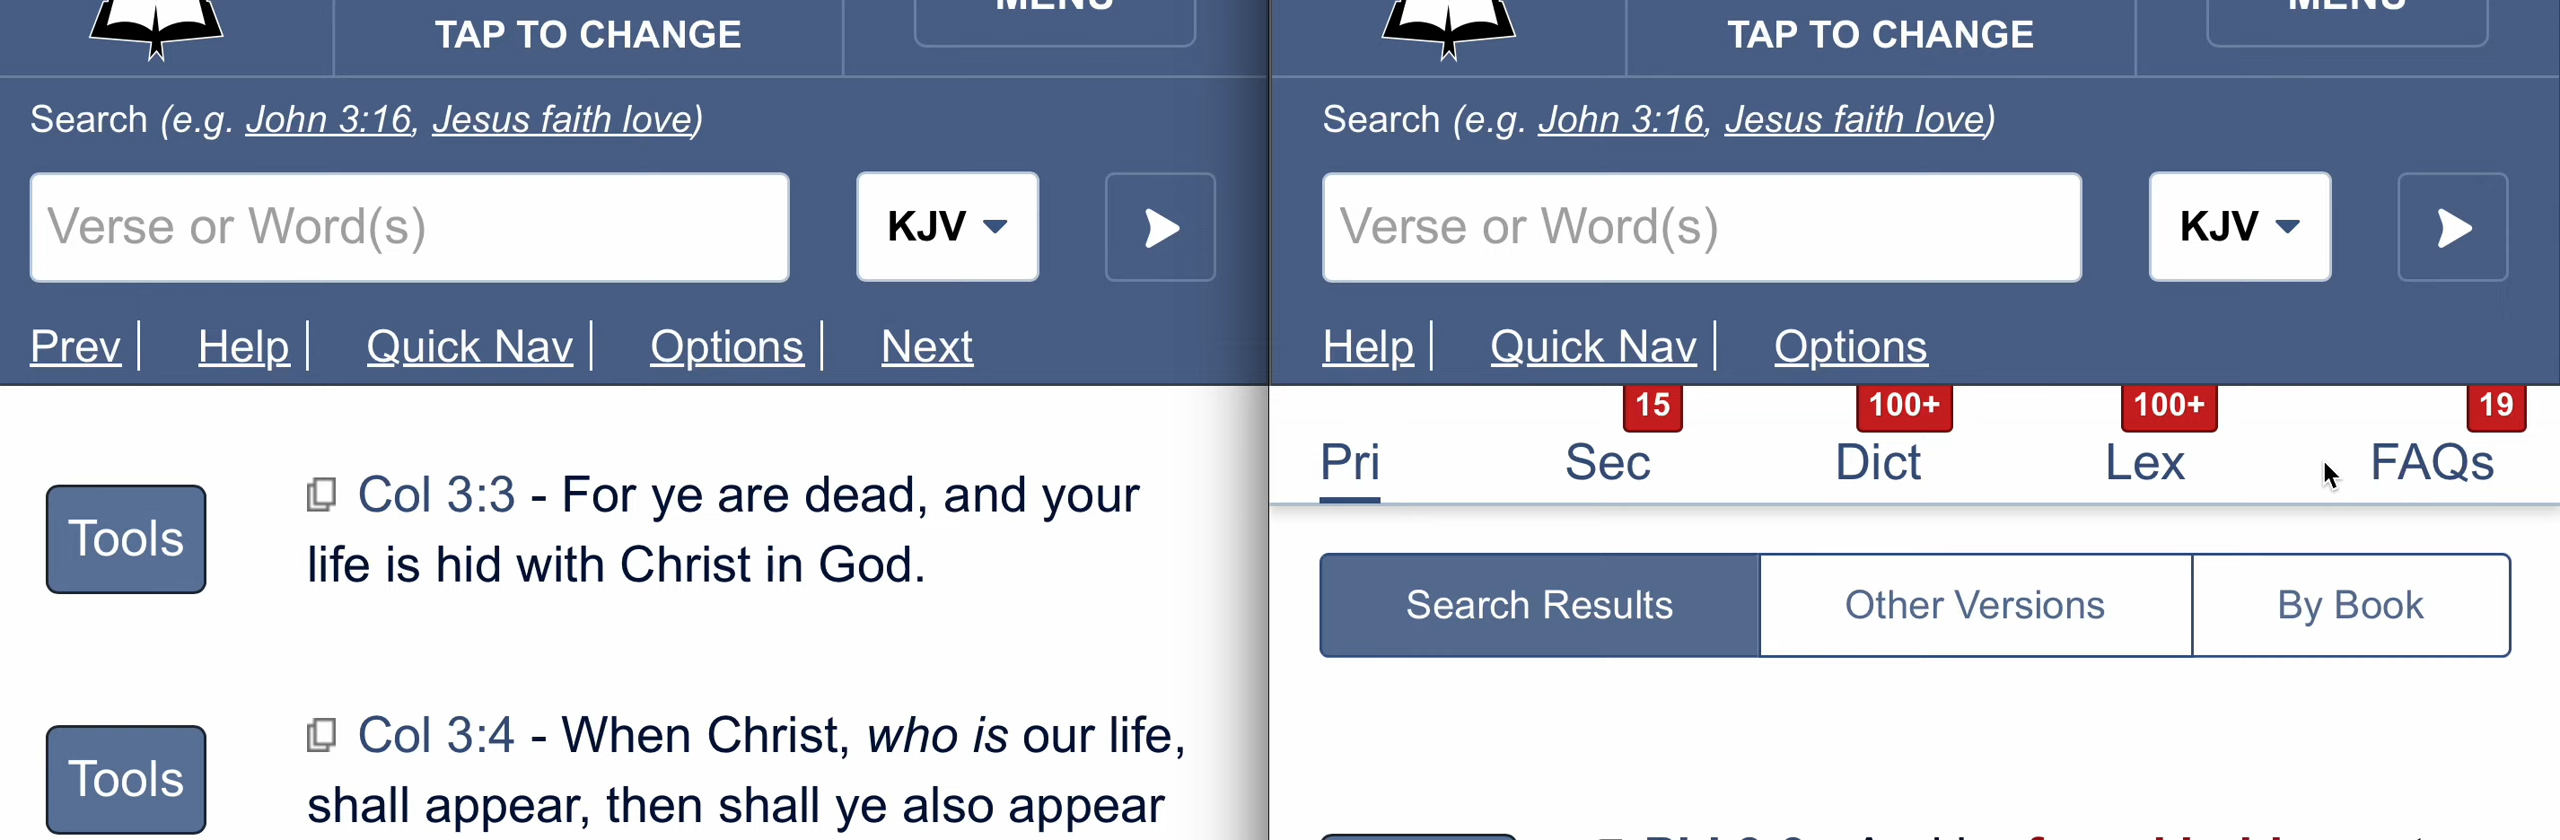 TAP TO CHANGE
MENU
Search (e.g. John 3:16, Jesus faith love)
Verse or Word(s)
KJV
Prev
Help
Quick Nav
Options
Next
Tools
Col 3:3 - For ye are dead, and your
life is hid with Christ in God.
Tools
Col 3:4 - When Christ, who is our life,
shall appear, then shall ye also appear
TAP TO CHANGE
MENU
Search (e.g. John 3:16, Jesus faith love)
Verse or Word(s)
KJV
Help
Quick Nav
Options
15
100+
100+
19
Pri
Sec
Dict
Lex
FAQs
Search Results
Other Versions
By Book